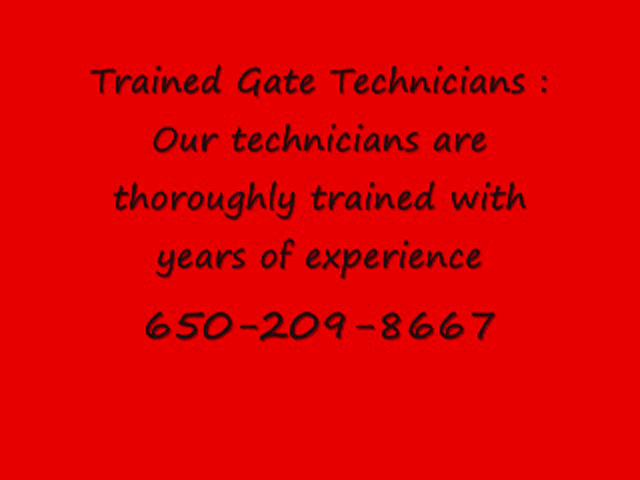 Trained Gate Technicians :
Our technicians are
thoroughly trained with
years of experience
650-209-8667